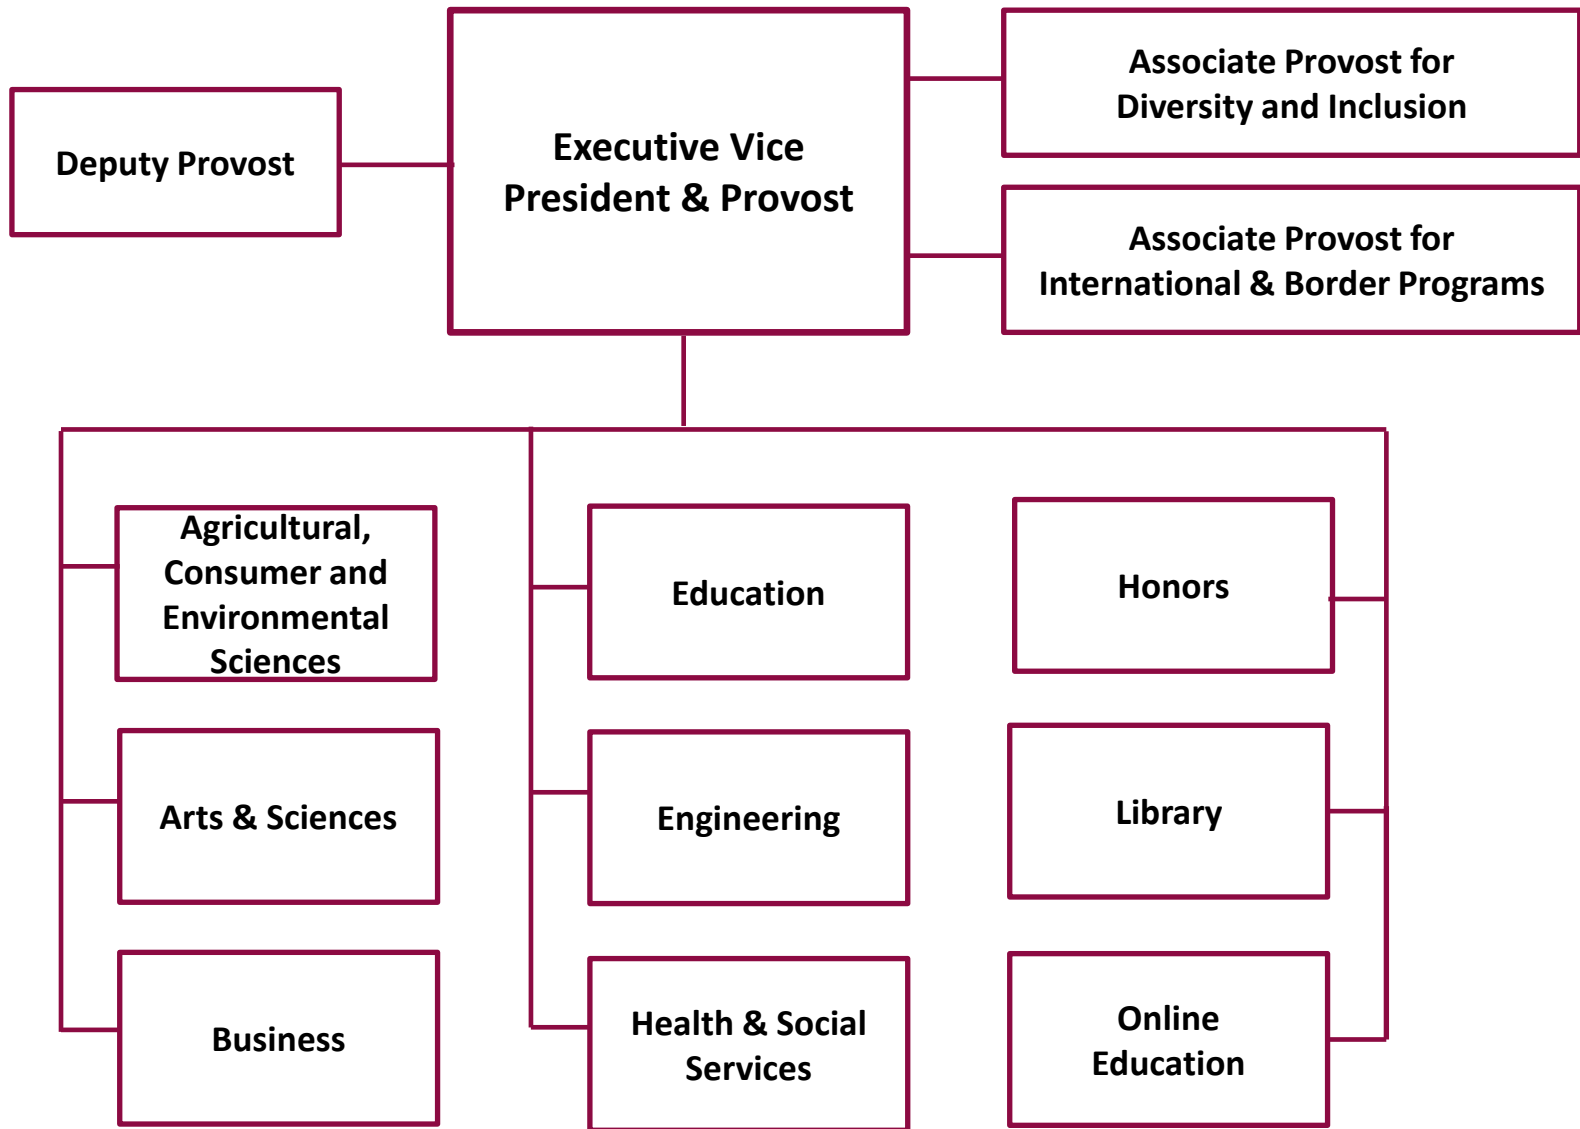 Deputy Provost
Executive Vice
President & Provost
Associate Provost for
Diversity and Inclusion
Associate Provost for
International & Border Programs
Agricultural,
Consumer and
Environmental
Sciences
Education
Honors
Arts & Sciences
Engineering
Library
Business
Health & Social
Services
Online
Education